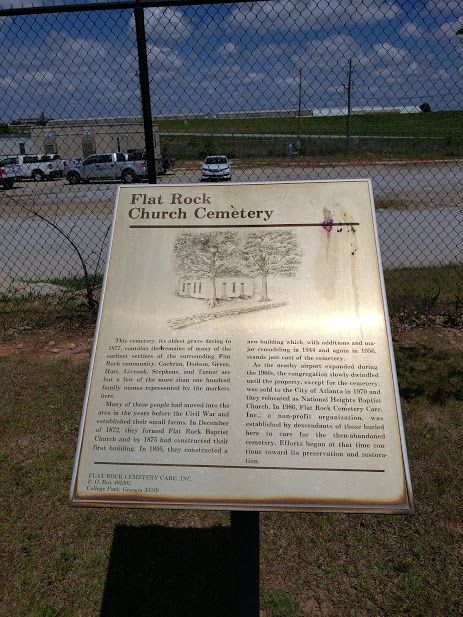 Flat Rock
Church Cemetery
This cemetery, its oldest grave dating to
1877, contains the remains of many of the
earliest settlers of the surrounding Flat
Rock community. Cochran, Dodson, Green,
Hart, Livsook, Stephens, and Turner are
but a few of the more than one hundred
family names represented by the markers
here.
Many of these people had moved into the
area in the years before the Civil War and
established their small farms. In December
of 1872, they formed Flat Rock Baptist
Church and by 1875 had constructed their
first building. In 1895, they constructed a
new building which, with additions and ma-
jor remodeling in 1944 and again in 1956,
stands just east of the cemetery.
As the nearby airport expanded during
the 1960s, the congregation slowly dwindled
until the property, except for the cemetery,
was sold to the City of Atlanta in 1970 and
they relocated as National Heights Baptist
Church. In 1986, Flat Rock Cemetery Care,
Inc., a non-profit organization, was
established by descendants of those buried
here to care for the then-abandoned
cemetery. Efforts begun at that time con-
tinue toward its preservation and restora-
tion.
FLAT ROCK CEMETERY CARE, INC.
P. O. Box 491302
College Park, Georgia 30349